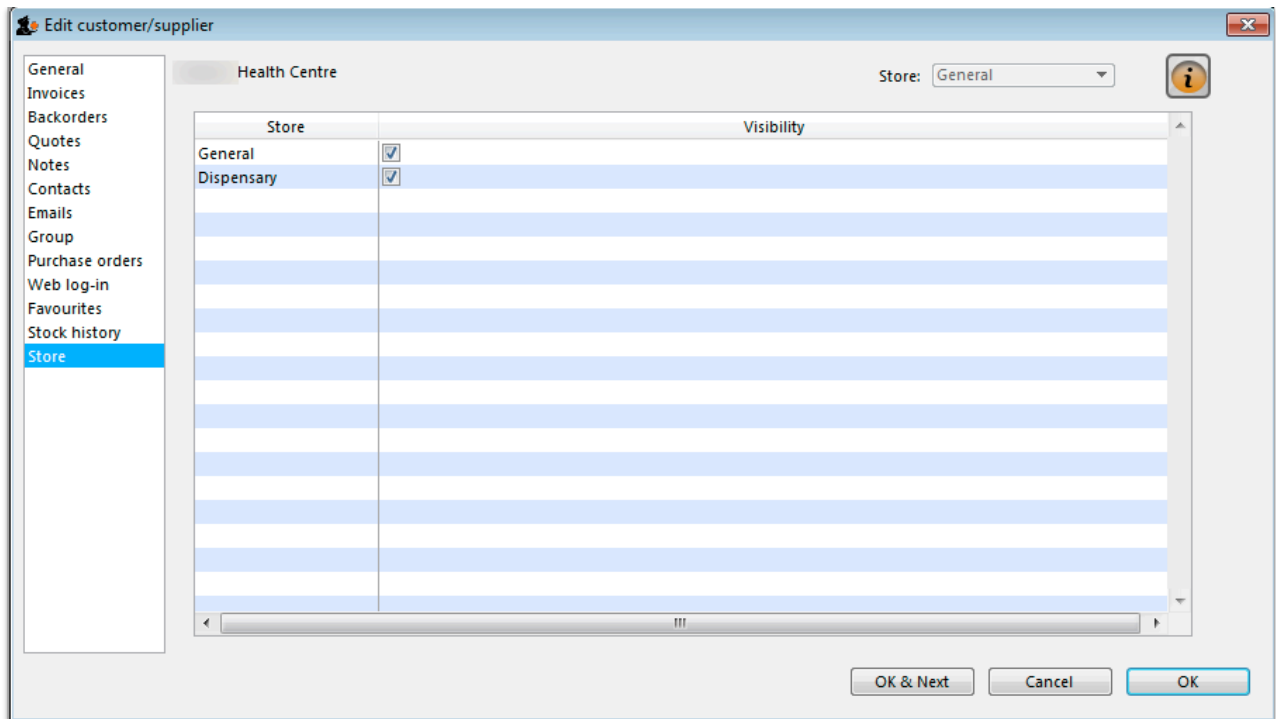 Edit customer/supplier
General
Invoices
Backorders
Quotes
Notes
Contacts
Emails
Group
Purchase orders
Web log-in
Favourites
Stock history
Store
Health Centre
Store: General
Store Visibility
General
Dispensary
OK & Next Cancel OK